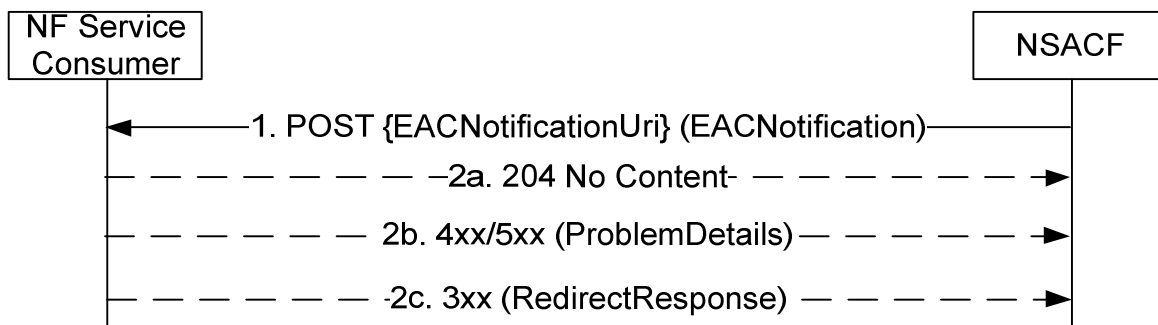 NF Service
Consumer
NSACF
1. POST {EACNotificationUri} (EACNotification)
2a. 204 No Content
2b. 4xx/5xx (ProblemDetails)
2c. 3xx (RedirectResponse)